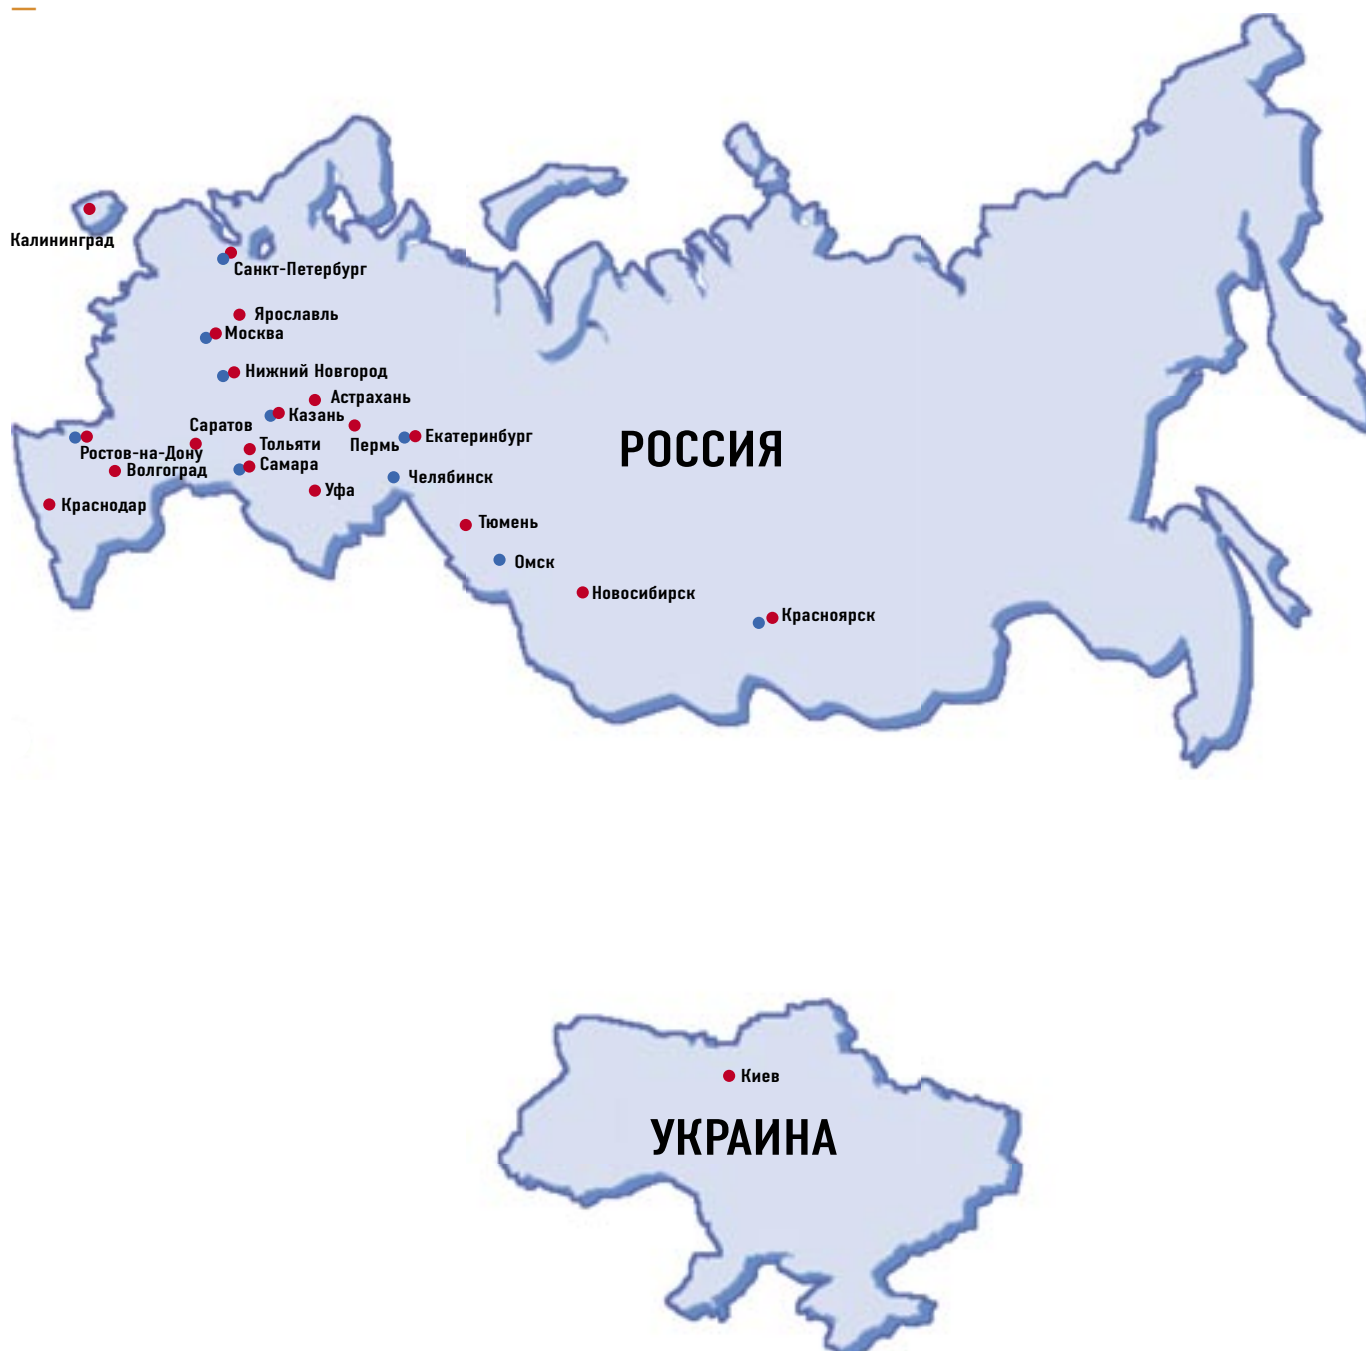 Калининград
Санкт-Петербург
Ярославль
Москва
Нижний Новгород
Астрахань
Казань
Саратов
Пермь
Екатеринбург
РОССИЯ
Тольяти
Ростов-на-Дону
Самара
Волгоград
Челябинск
Уфа
Краснодар
Тюмень
Омск
Новосибирск
Красноярск
Киев
УКРАИНА